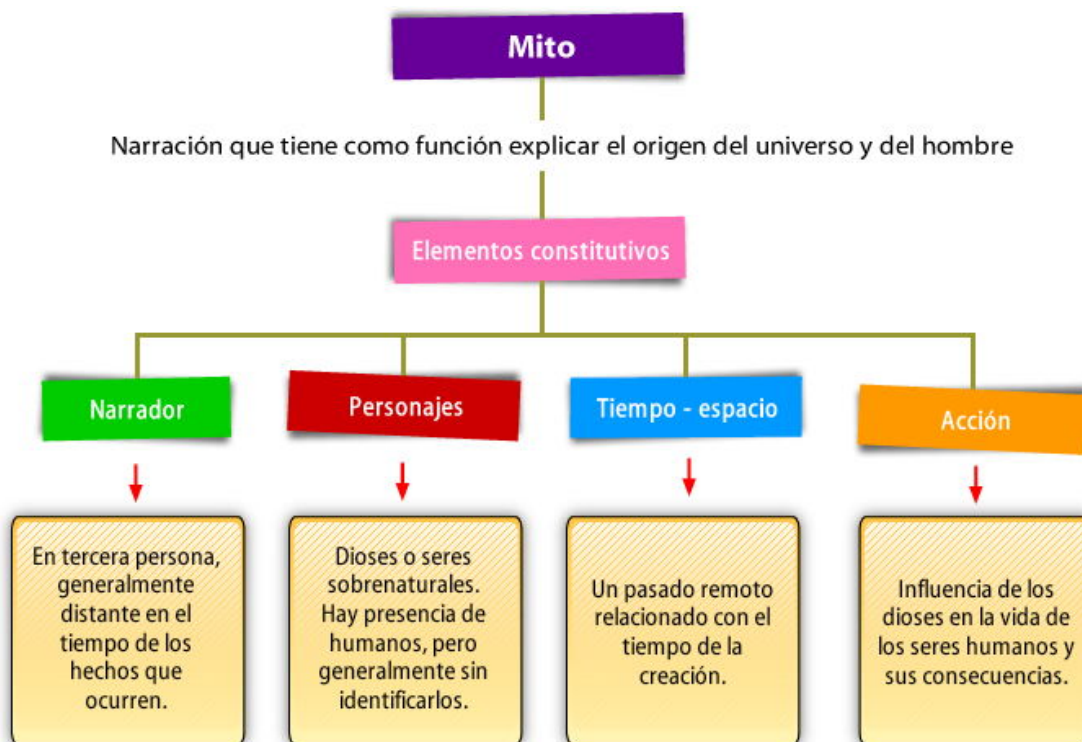 Mito
Narración que tiene como función explicar el origen del universo y del hombre
Elementos constitutivos
Narrador
Personajes
Tiempo - espacio
Acción
En tercera persona,
generalmente
distante en el
tiempo de los
hechos que
ocurren.
Dioses o seres
sobrenaturales.
Hay presencia de
humanos, pero
generalmente sin
identificarlos.
Un pasado remoto
relacionado con el
tiempo de la
creación.
Influencia de los
dioses en la vida de
los seres humanos y
sus consecuencias.